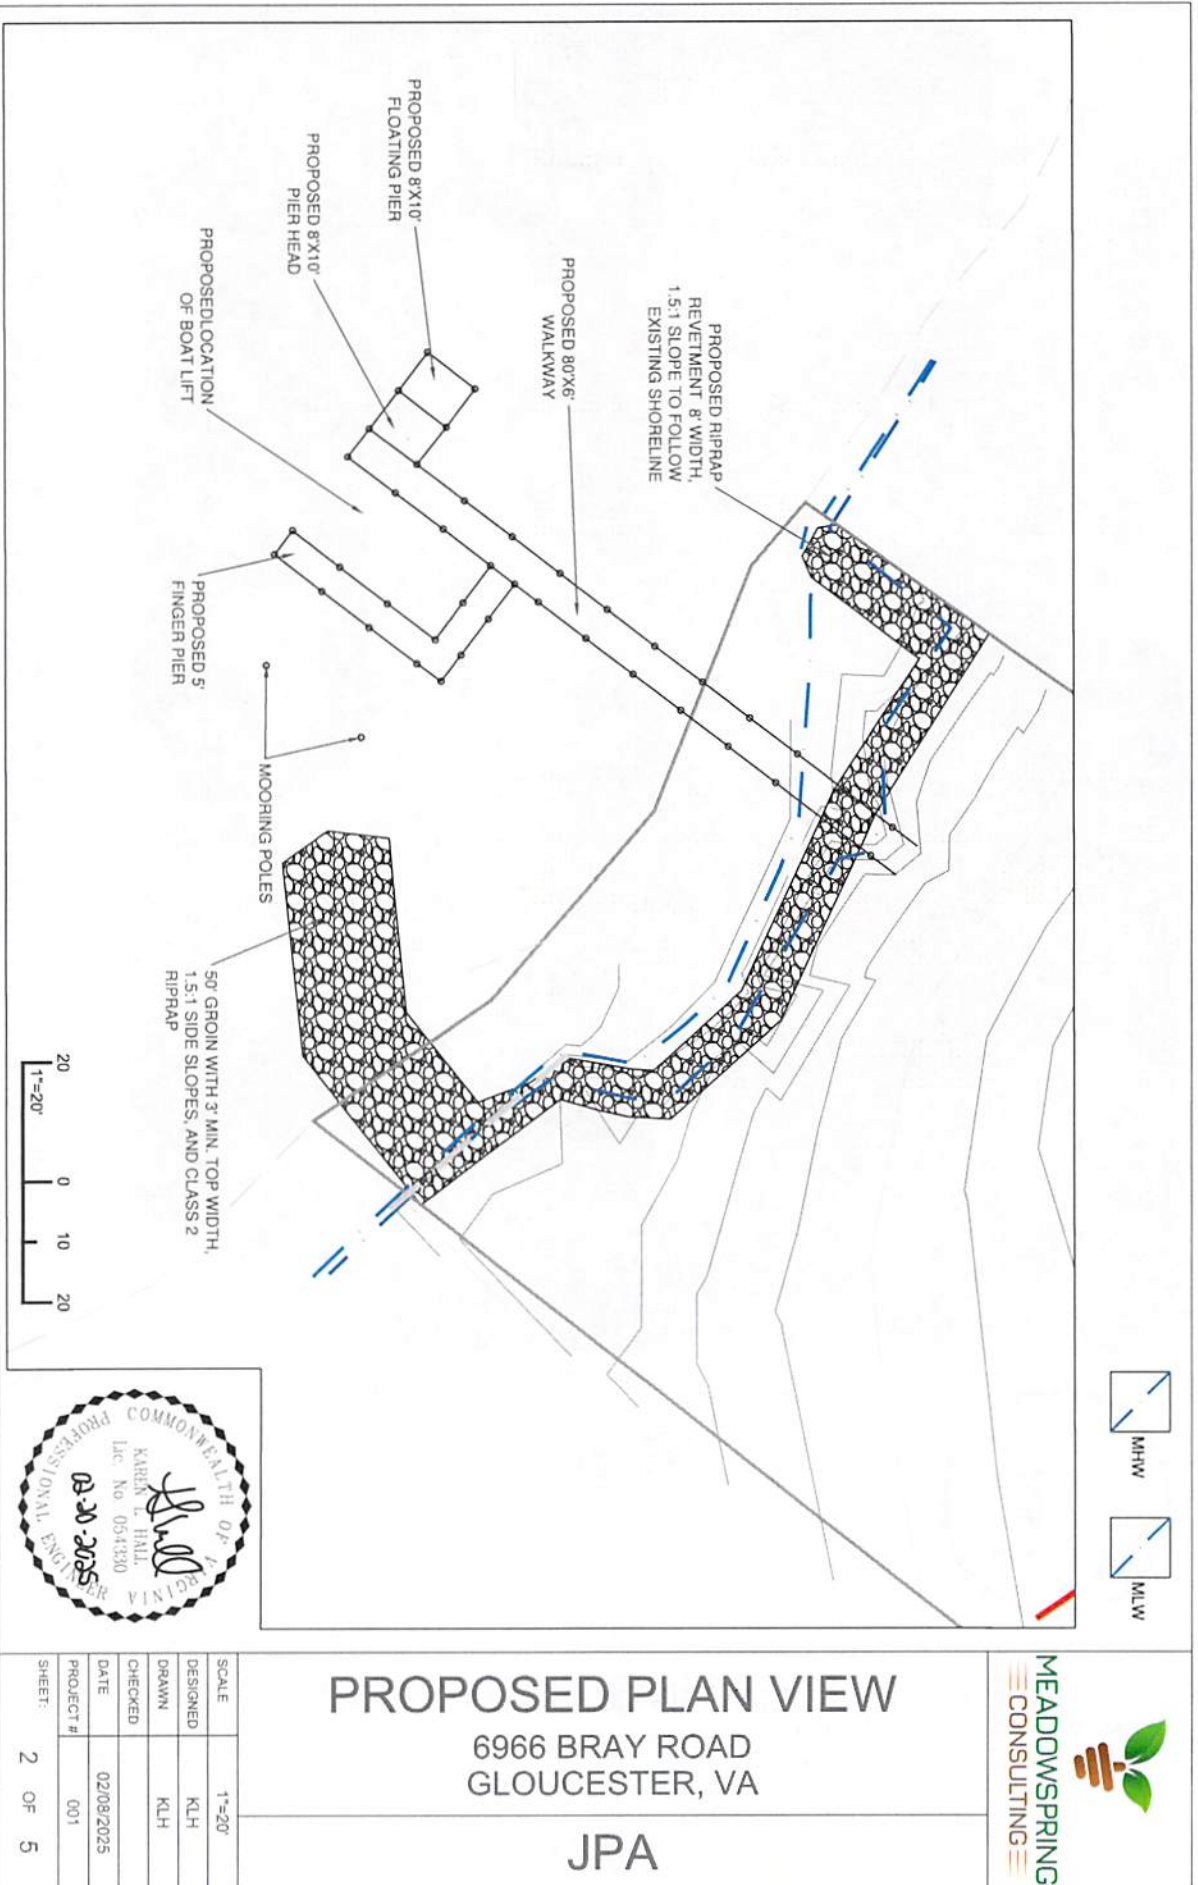 PROPOSED 8'X10'
FLOATING PIER
PROPOSED 8'X10'
PIER HEAD
PROPOSEDLOCATION
OF BOAT LIFT
PROPOSED 80'X6'
WALKWAY
PROPOSED RIPRAP
REVETMENT 8' WIDTH,
1.5:1 SLOPE TO FOLLOW
EXISTING SHORELINE
PROPOSED 5'
FINGER PIER
MOORING POLES
50' GROIN WITH 3' MIN. TOP WIDTH,
1.5:1 SIDE SLOPES, AND CLASS 2
RIPRAP
20 0 10 20
1"=20'
MHW
MLW
COMMONWEALTH OF VIRGINIA
KAREN L. HALL
Lic. No. 054330
02-20-2025
PROFESSIONAL ENGINEER
MEADOWSPRING
CONSULTING
PROPOSED PLAN VIEW
6966 BRAY ROAD
GLOUCESTER, VA
JPA
SCALE 1"=20'
DESIGNED KLH
DRAWN KLH
CHECKED
DATE 02/08/2025
PROJECT # 001
SHEET: 2 OF 5